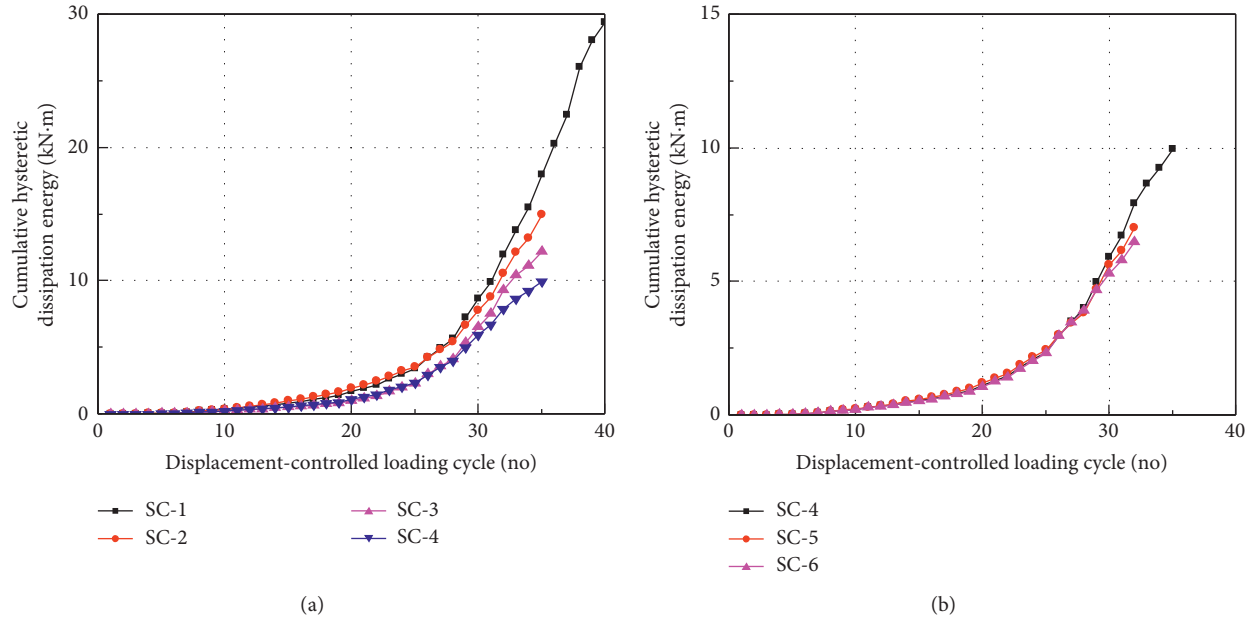 30
20
10
0
Cumulative hysteretic
dissipation energy (kN·m)
0 10 20 30 40
Displacement-controlled loading cycle (no)
SC-1
SC-2
SC-3
SC-4
(a)
15
10
5
0
Cumulative hysteretic
dissipation energy (kN·m)
0 10 20 30 40
Displacement-controlled loading cycle (no)
SC-4
SC-5
SC-6
(b)